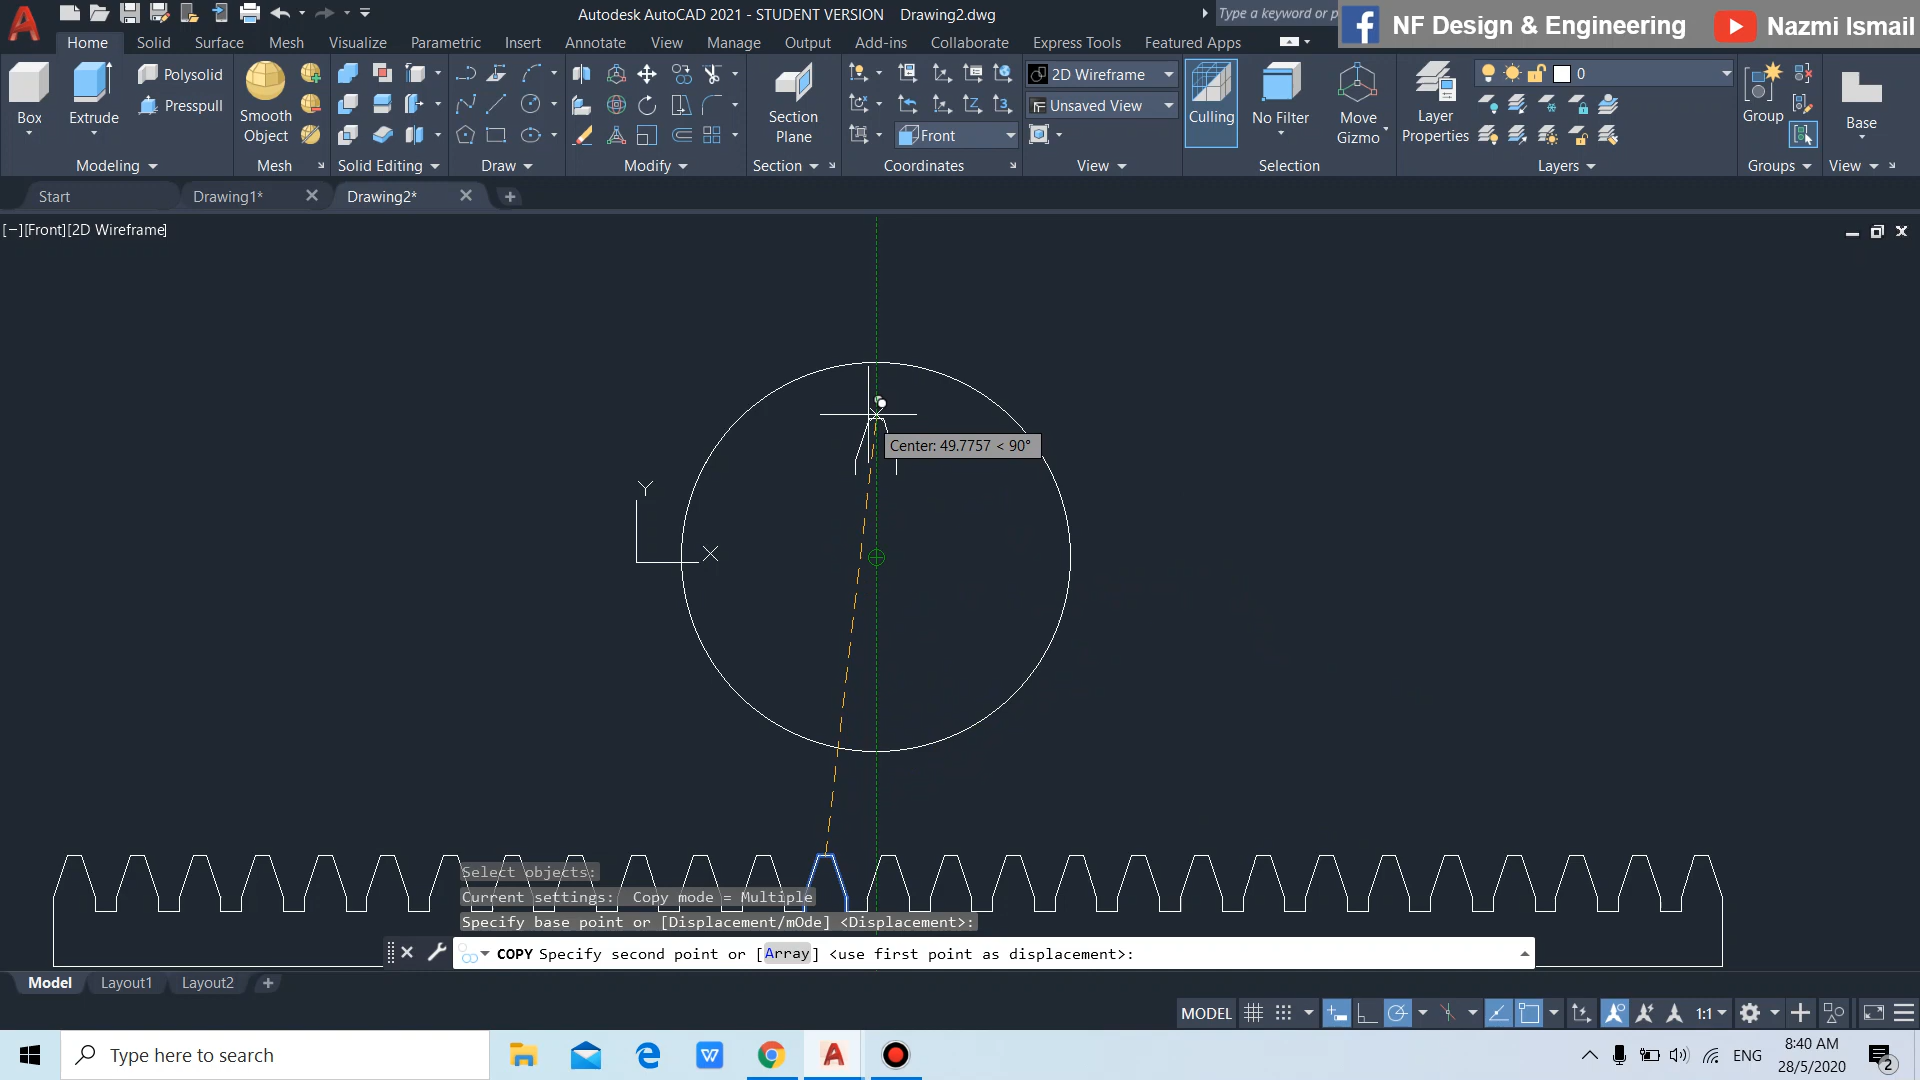 Autodesk AutoCAD 2021 - STUDENT VERSION Drawing2.dwg
Type a keyword or p
NF Design & Engineering
Nazmi Ismail
Home Solid Surface Mesh Visualize Parametric Insert Annotate View Manage Output Add-ins Collaborate Express Tools Featured Apps
Box
Extrude
Polysolid
Presspull
Smooth Object
Section Plane
Front
2D Wireframe
Unsaved View
Culling
No Filter
Move Gizmo
Layer Properties
0
Group
Base
Modeling Mesh Solid Editing Draw Modify Section Coordinates View Selection Layers Groups View
Start Drawing1* Drawing2*
[−][Front][2D Wireframe]
Center: 49.7757 < 90°
Y
X
Select objects:
Current settings: Copy mode = Multiple
Specify base point or [Displacement/mOde] <Displacement>:
COPY Specify second point or [Array] <use first point as displacement>:
Model Layout1 Layout2
MODEL
1:1
Type here to search
ENG
8:40 AM
28/5/2020
2